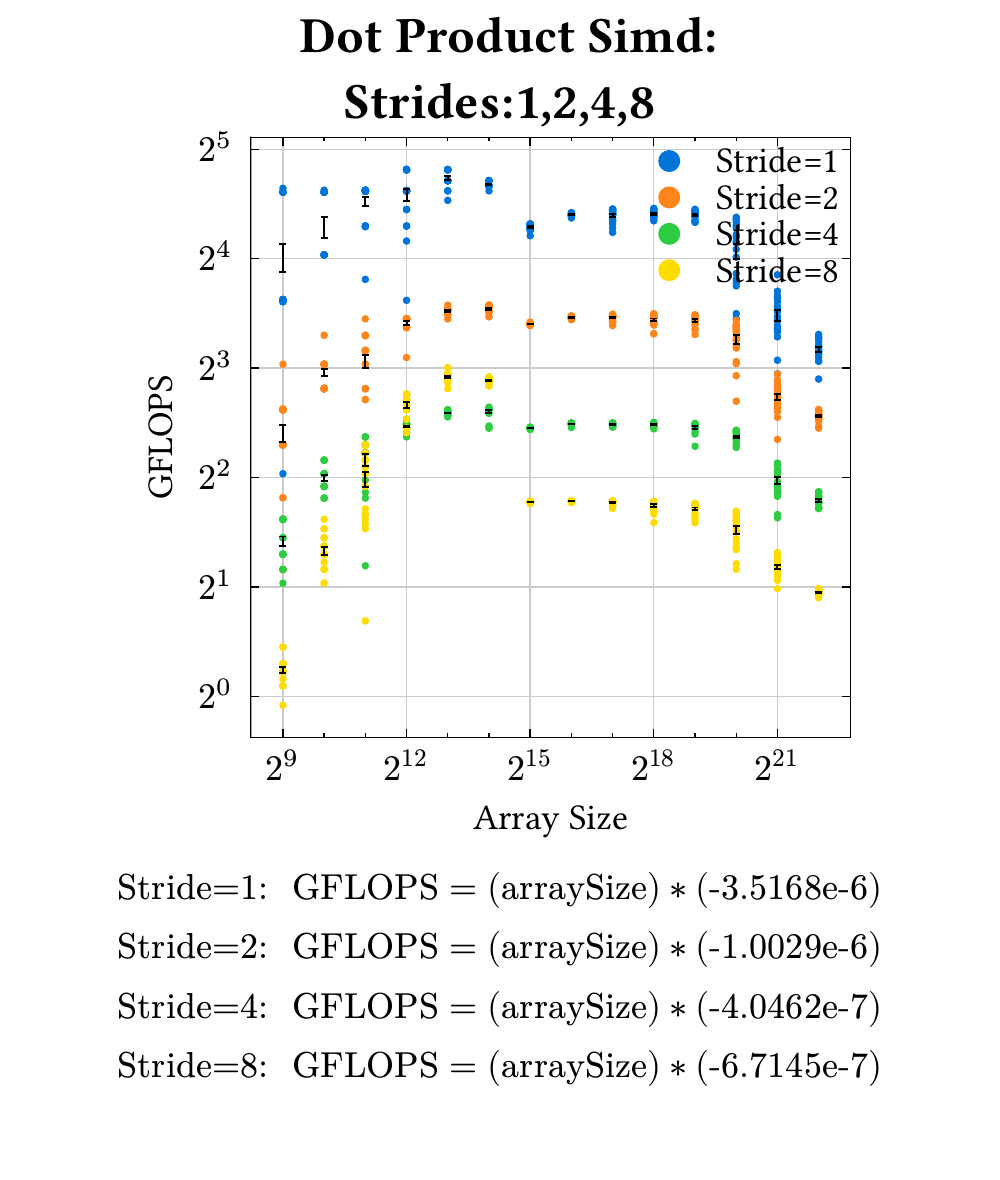 Dot Product Simd:
Strides:1,2,4,8
2^5
2^4
2^3
2^2
2^1
2^0
GFLOPS
Stride=1
Stride=2
Stride=4
Stride=8
2^9 2^12 2^15 2^18 2^21
Array Size
Stride=1: GFLOPS = (arraySize) * (-3.5168e-6)
Stride=2: GFLOPS = (arraySize) * (-1.0029e-6)
Stride=4: GFLOPS = (arraySize) * (-4.0462e-7)
Stride=8: GFLOPS = (arraySize) * (-6.7145e-7)